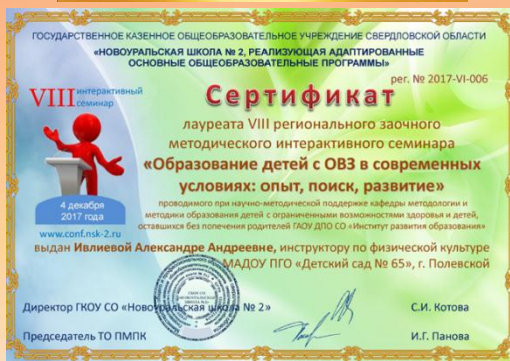 ГОСУДАРСТВЕННОЕ КАЗЕННОЕ ОБЩЕОБРАЗОВАТЕЛЬНОЕ УЧРЕЖДЕНИЕ СВЕРДЛОВСКОЙ ОБЛАСТИ
«НОВОУРАЛЬСКАЯ ШКОЛА № 2, РЕАЛИЗУЮЩАЯ АДАПТИРОВАННЫЕ
ОСНОВНЫЕ ОБЩЕОБРАЗОВАТЕЛЬНЫЕ ПРОГРАММЫ»
рег. № 2017-VI-006
VIII интерактивный
семинар
Сертификат
лауреата VIII регионального заочного
методического интерактивного семинара
«Образование детей с ОВЗ в современных
условиях: опыт, поиск, развитие»
4 декабря
2017 года
www.conf.nsk-2.ru
проводимого при научно-методической поддержке кафедры методологии и
методики образования детей с ограниченными возможностями здоровья и детей,
оставшихся без попечения родителей ГАОУ ДПО СО «Институт развития образования»
выдан Ивлиевой Александре Андреевне, инструктору по физической культуре
МАДОУ ПГО «Детский сад № 65», г. Полевской
Директор ГКОУ СО «Новоуральская школа № 2» С.И. Котова
Председатель ТО ПМПК И.Г. Панова